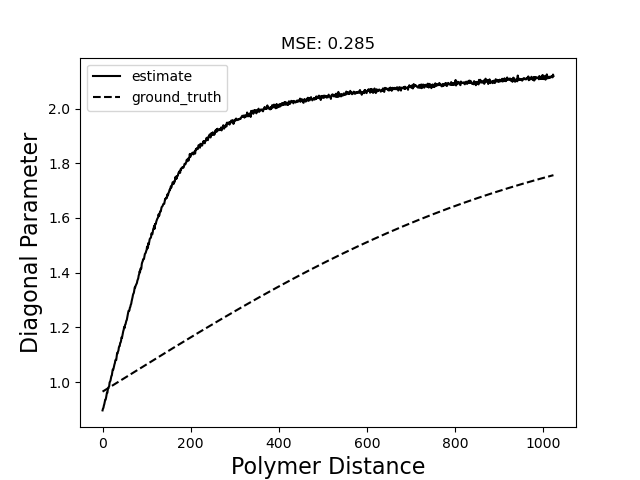 MSE: 0.285
estimate
ground_truth
Diagonal Parameter
2.0
1.8
1.6
1.4
1.2
1.0
0 200 400 600 800 1000
Polymer Distance